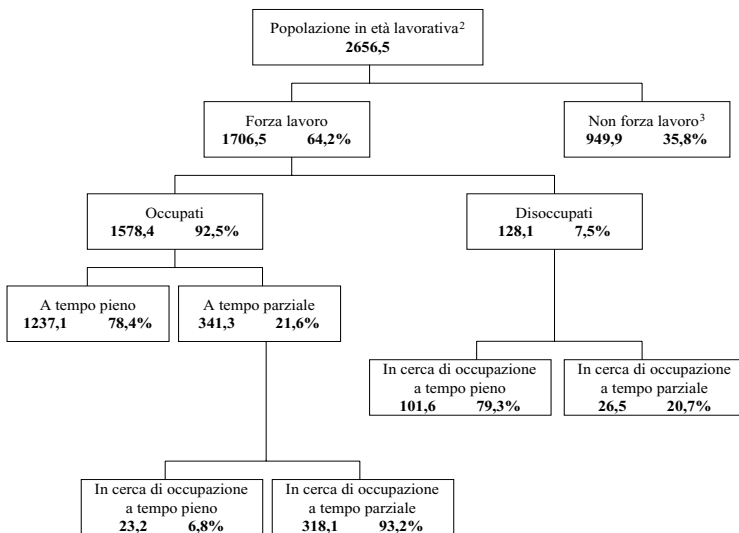 Popolazione in età lavorativa²
2656,5
Forza lavoro
1706,5 64,2%
Non forza lavoro³
949,9 35,8%
Occupati
1578,4 92,5%
Disoccupati
128,1 7,5%
A tempo pieno
1237,1 78,4%
A tempo parziale
341,3 21,6%
In cerca di occupazione
a tempo pieno
101,6 79,3%
In cerca di occupazione
a tempo parziale
26,5 20,7%
In cerca di occupazione
a tempo pieno
23,2 6,8%
In cerca di occupazione
a tempo parziale
318,1 93,2%